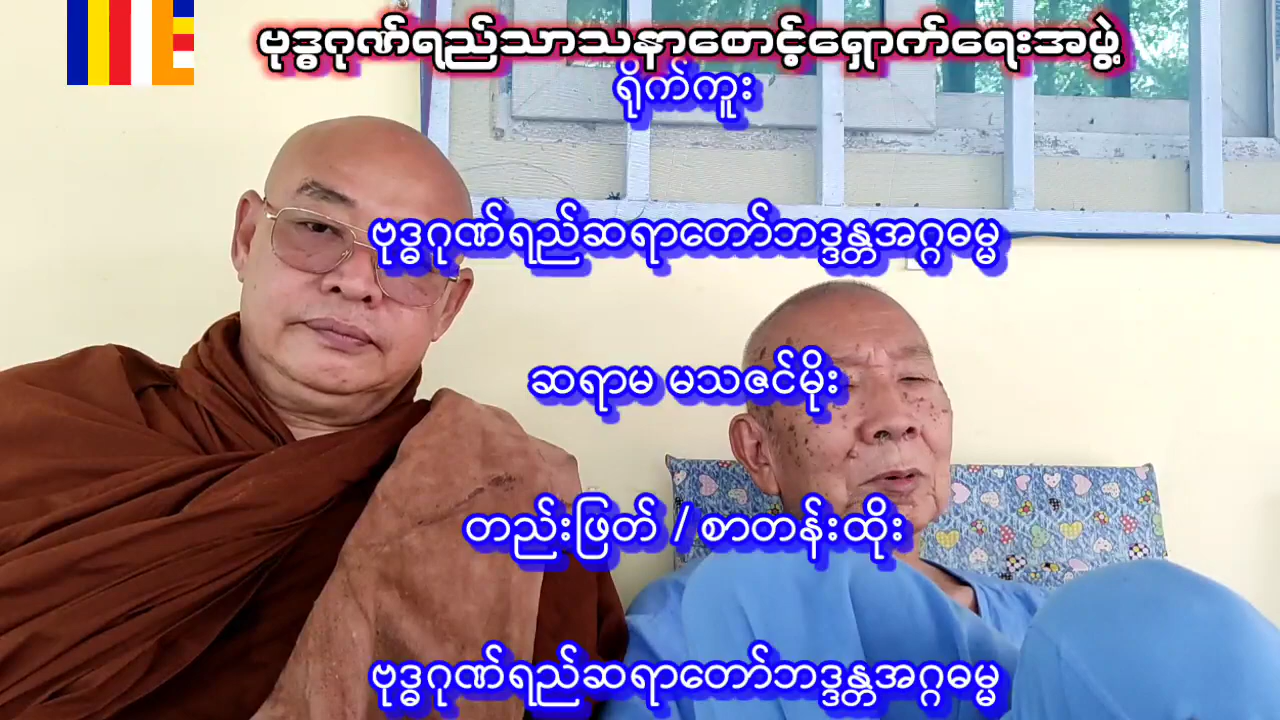 ဗုဒ္ဓဂုဏ်ရည်သာသနာစောင့်ရှောက်ရေးအဖွဲ့
ရိုက်ကူး
ဗုဒ္ဓဂုဏ်ရည်ဆရာတော်ဘဒ္ဒန္တအဂ္ဂဓမ္မ
ဆရာမ မသဇင်မိုး
တည်းဖြတ် / စာတန်းထိုး
ဗုဒ္ဓဂုဏ်ရည်ဆရာတော်ဘဒ္ဒန္တအဂ္ဂဓမ္မ